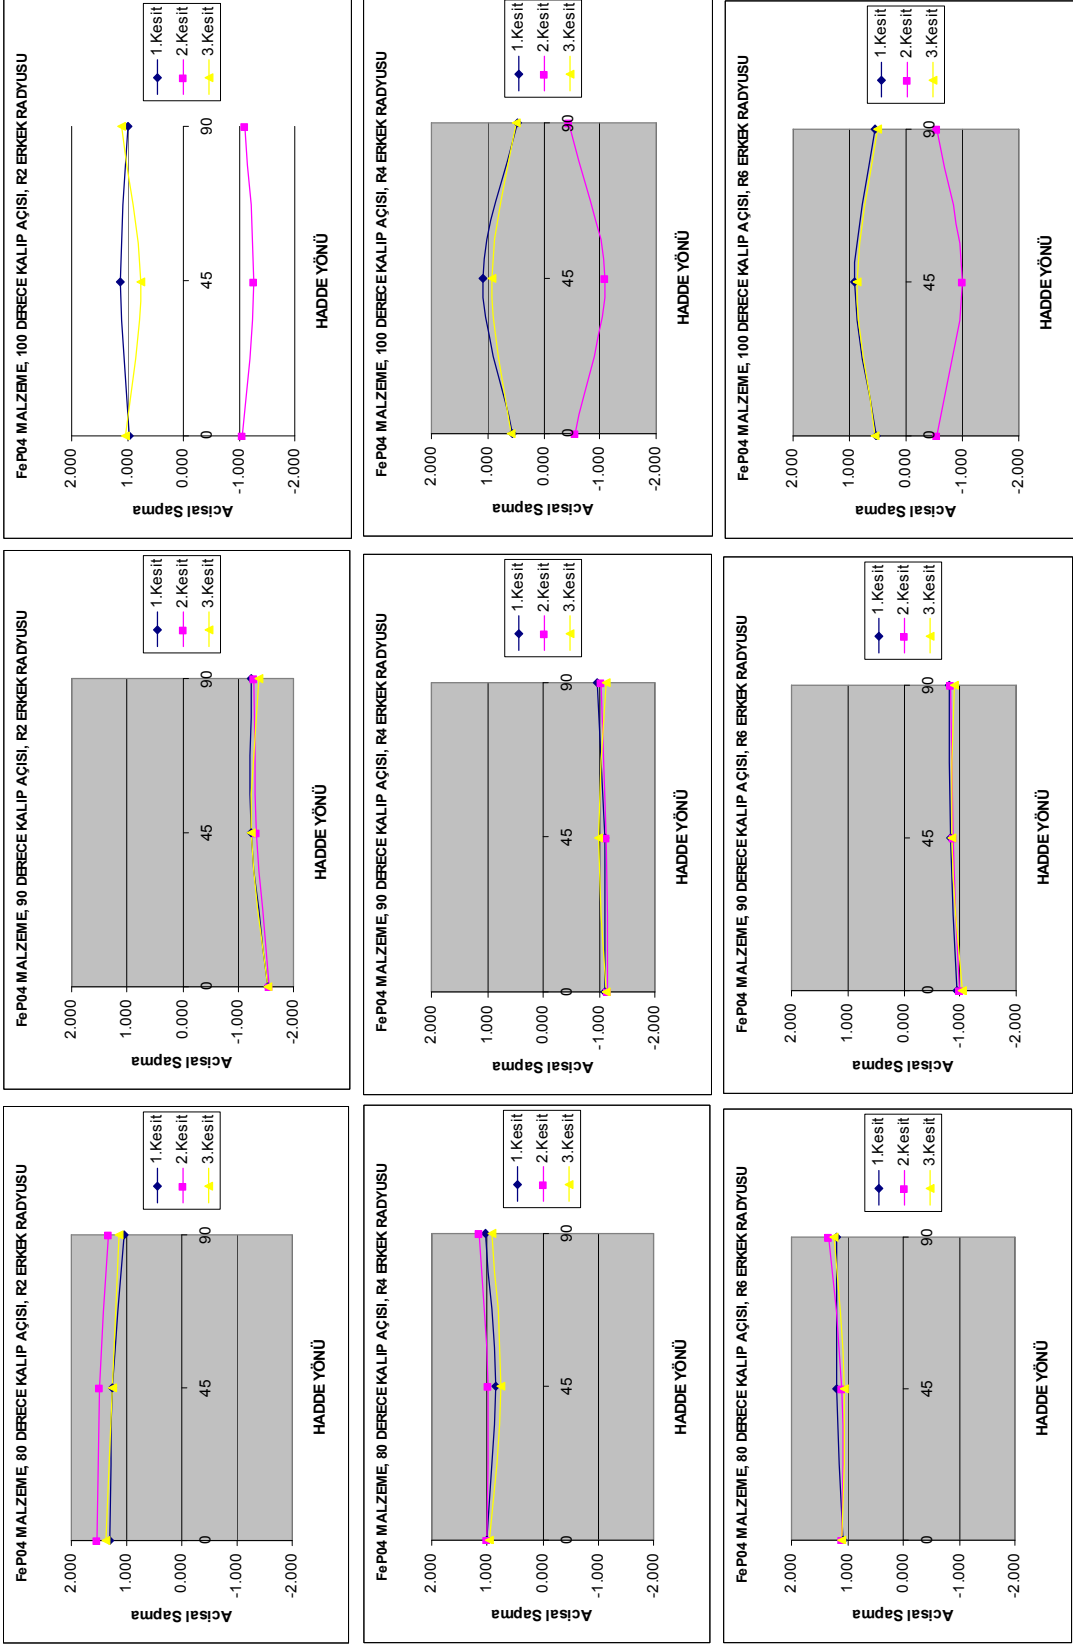 FeP04 MALZEME, 80 DERECE KALIP AÇISI, R2 ERKEK RADYUSU
2.000
1.000
0.000
-1.000
-2.000
0
45
90
Acisal Sapma
HADDE YÖNÜ
1.Kesit
2.Kesit
3.Kesit
FeP04 MALZEME, 90 DERECE KALIP AÇISI, R2 ERKEK RADYUSU
2.000
1.000
0.000
-1.000
-2.000
0
45
90
Acisal Sapma
HADDE YÖNÜ
1.Kesit
2.Kesit
3.Kesit
FeP04 MALZEME, 100 DERECE KALIP AÇISI, R2 ERKEK RADYUSU
2.000
1.000
0.000
-1.000
-2.000
0
45
90
Acisal Sapma
HADDE YÖNÜ
1.Kesit
2.Kesit
3.Kesit
FeP04 MALZEME, 80 DERECE KALIP AÇISI, R4 ERKEK RADYUSU
2.000
1.000
0.000
-1.000
-2.000
0
45
90
Acisal Sapma
HADDE YÖNÜ
1.Kesit
2.Kesit
3.Kesit
FeP04 MALZEME, 90 DERECE KALIP AÇISI, R4 ERKEK RADYUSU
2.000
1.000
0.000
-1.000
-2.000
0
45
90
Acisal Sapma
HADDE YÖNÜ
1.Kesit
2.Kesit
3.Kesit
FeP04 MALZEME, 100 DERECE KALIP AÇISI, R4 ERKEK RADYUSU
2.000
1.000
0.000
-1.000
-2.000
0
45
90
Acisal Sapma
HADDE YÖNÜ
1.Kesit
2.Kesit
3.Kesit
FeP04 MALZEME, 80 DERECE KALIP AÇISI, R6 ERKEK RADYUSU
2.000
1.000
0.000
-1.000
-2.000
0
45
90
Acisal Sapma
HADDE YÖNÜ
1.Kesit
2.Kesit
3.Kesit
FeP04 MALZEME, 90 DERECE KALIP AÇISI, R6 ERKEK RADYUSU
2.000
1.000
0.000
-1.000
-2.000
0
45
90
Acisal Sapma
HADDE YÖNÜ
1.Kesit
2.Kesit
3.Kesit
FeP04 MALZEME, 100 DERECE KALIP AÇISI, R6 ERKEK RADYUSU
2.000
1.000
0.000
-1.000
-2.000
0
45
90
Acisal Sapma
HADDE YÖNÜ
1.Kesit
2.Kesit
3.Kesit